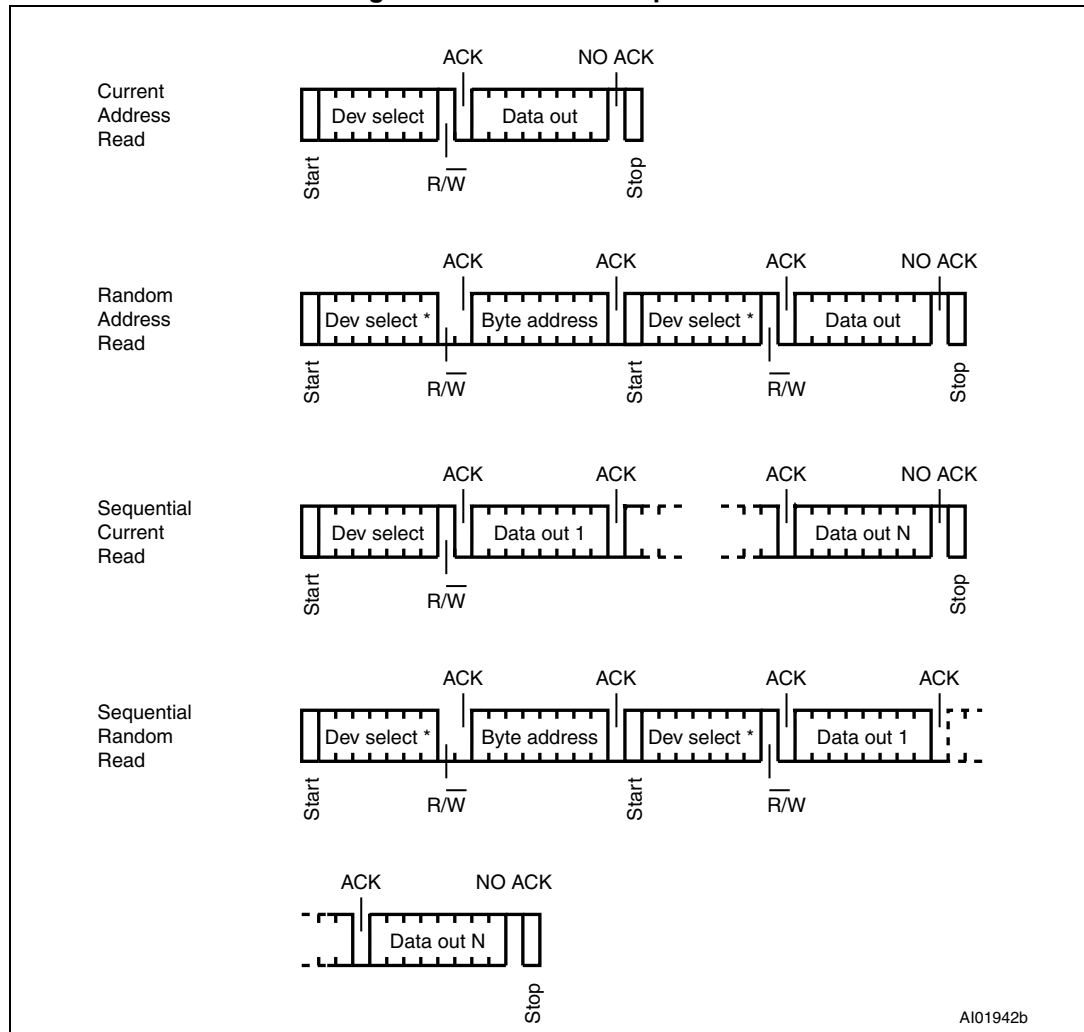 ACK NO ACK
Current
Address
Read
Dev select Data out
Start R/W Stop
ACK ACK ACK NO ACK
Random
Address
Read
Dev select * Byte address Dev select * Data out
Start R/W Start R/W Stop
ACK ACK ACK NO ACK
Sequential
Current
Read
Dev select Data out 1 Data out N
Start R/W Stop
ACK ACK ACK ACK
Sequential
Random
Read
Dev select * Byte address Dev select * Data out 1
Start R/W Start R/W
ACK NO ACK
Data out N
Stop
AI01942b